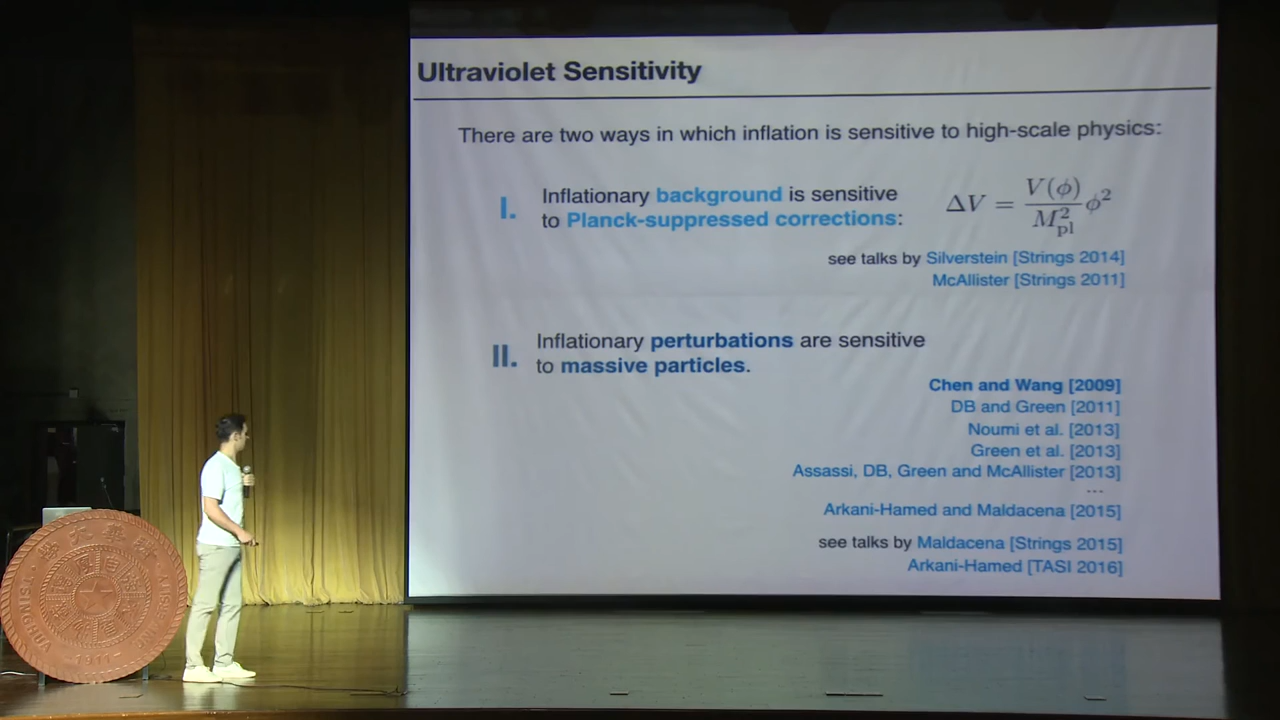 Ultraviolet Sensitivity
There are two ways in which inflation is sensitive to high-scale physics:
I.
Inflationary background is sensitive
to Planck-suppressed corrections:
ΔV = V(ϕ)/M²pl ϕ²
see talks by Silverstein [Strings 2014]
McAllister [Strings 2011]
II.
Inflationary perturbations are sensitive
to massive particles.
Chen and Wang [2009]
DB and Green [2011]
Noumi et al. [2013]
Green et al. [2013]
Assassi, DB, Green and McAllister [2013]
...
Arkani-Hamed and Maldacena [2015]
see talks by Maldacena [Strings 2015]
Arkani-Hamed [TASI 2016]
-1911-